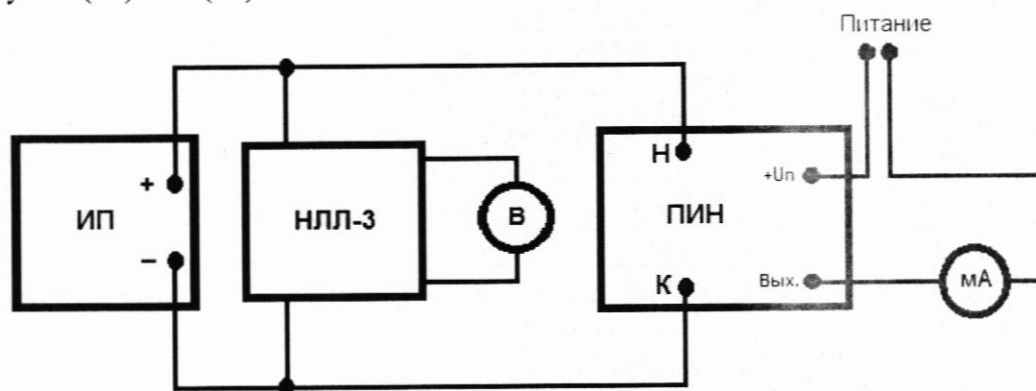 Питание
+
Н
+Uп
ИП
НЛЛ-3
В
ПИН
–
К
Вых.
мА